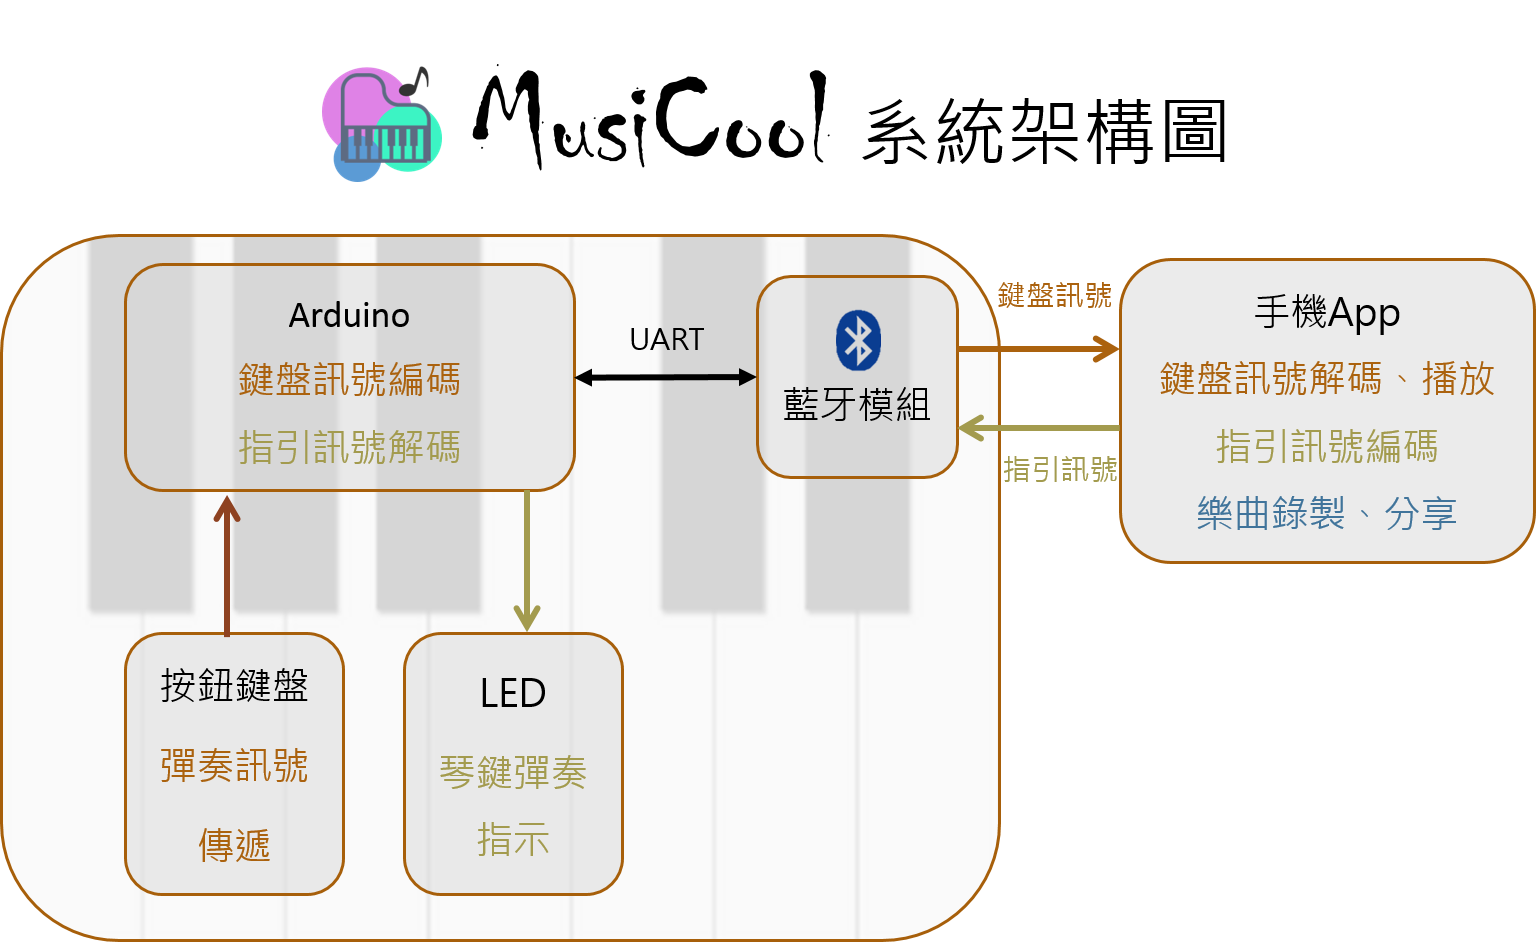 MusiCool 系統架構圖
Arduino
鍵盤訊號編碼
指引訊號解碼
UART
藍牙模組
鍵盤訊號
指引訊號
手機App
鍵盤訊號解碼、播放
指引訊號編碼
樂曲錄製、分享
按鈕鍵盤
彈奏訊號
傳遞
LED
琴鍵彈奏
指示